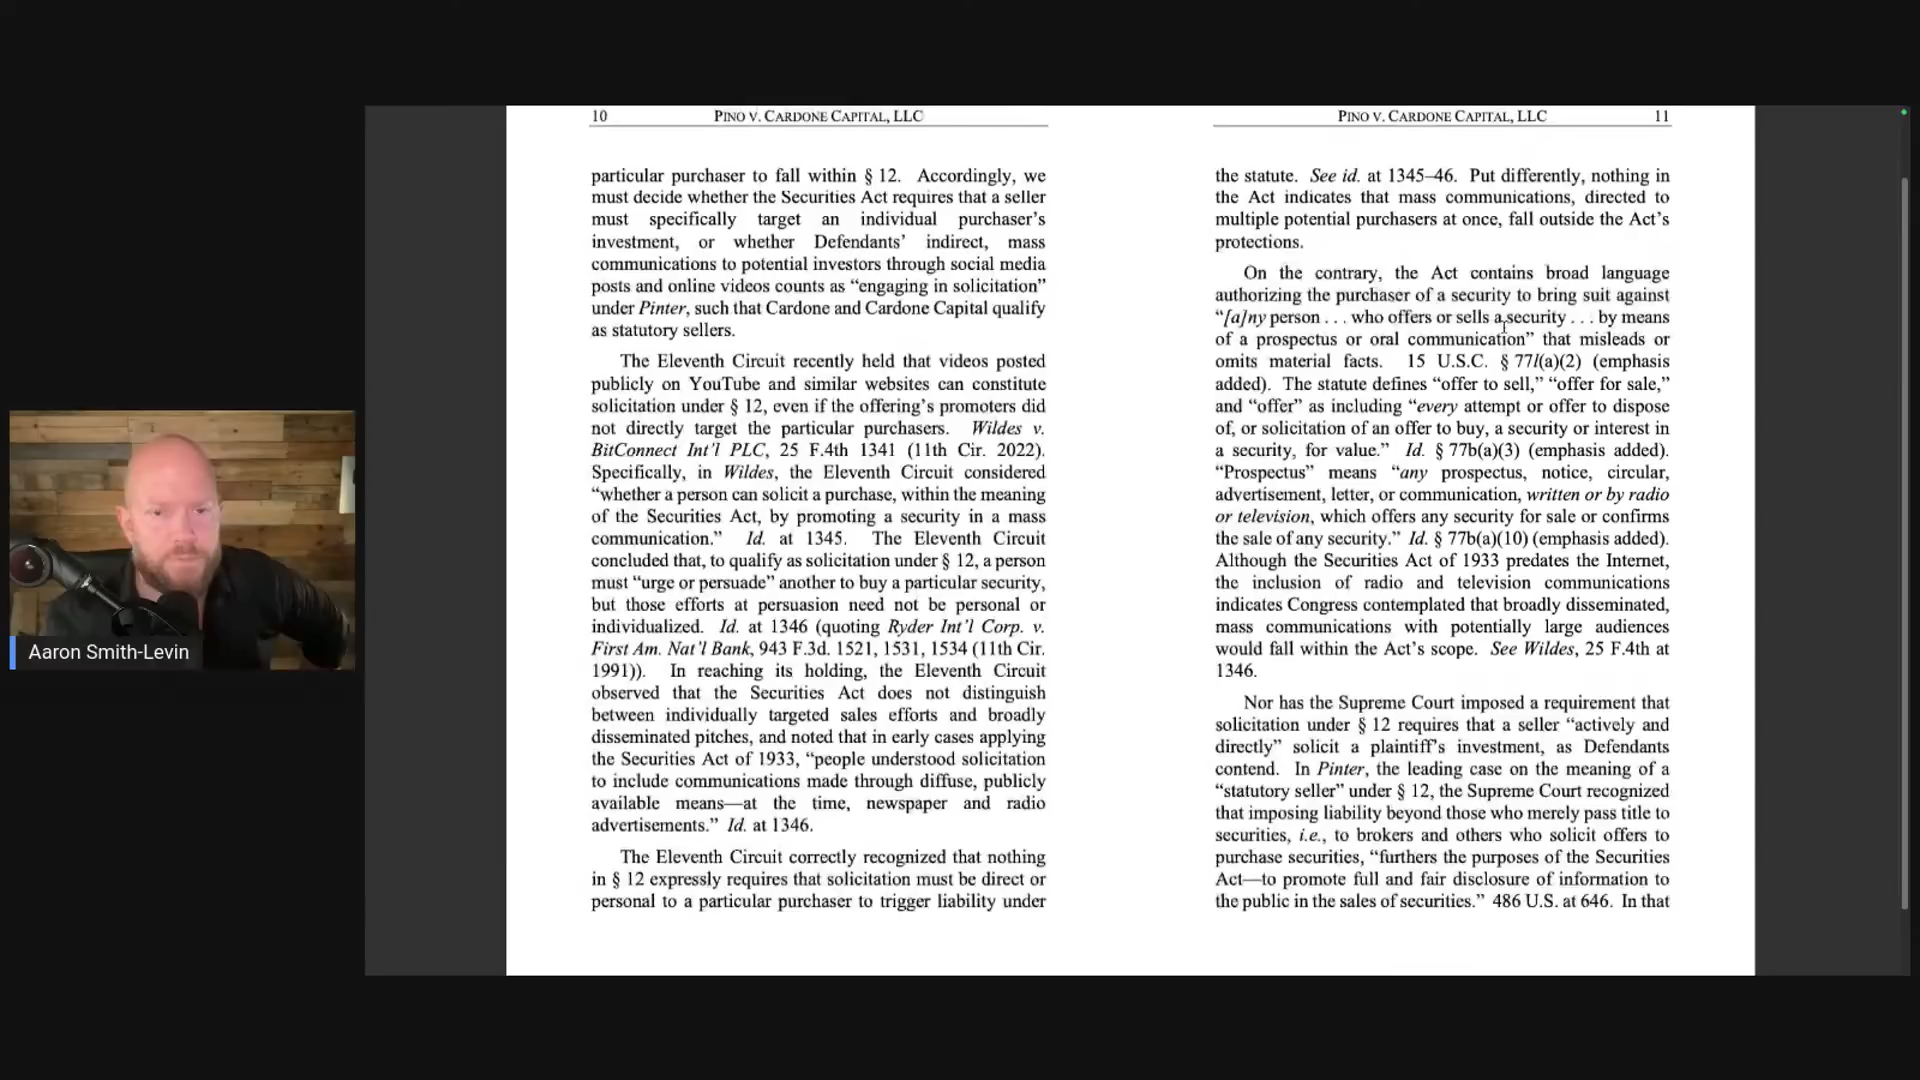 10 PINO V. CARDONE CAPITAL, LLC
particular purchaser to fall within § 12. Accordingly, we
must decide whether the Securities Act requires that a seller
must specifically target an individual purchaser's
investment, or whether Defendants' indirect, mass
communications to potential investors through social media
posts and online videos counts as “engaging in solicitation”
under Pinter, such that Cardone and Cardone Capital qualify
as statutory sellers.
The Eleventh Circuit recently held that videos posted
publicly on YouTube and similar websites can constitute
solicitation under § 12, even if the offering's promoters did
not directly target the particular purchasers. Wildes v.
BitConnect Int'l PLC, 25 F.4th 1341 (11th Cir. 2022).
Specifically, in Wildes, the Eleventh Circuit considered
“whether a person can solicit a purchase, within the meaning
of the Securities Act, by promoting a security in a mass
communication.” Id. at 1345. The Eleventh Circuit
concluded that, to qualify as solicitation under § 12, a person
must “urge or persuade” another to buy a particular security,
but those efforts at persuasion need not be personal or
individualized. Id. at 1346 (quoting Ryder Int'l Corp. v.
First Am. Nat'l Bank, 943 F.3d. 1521, 1531, 1534 (11th Cir.
1991)). In reaching its holding, the Eleventh Circuit
observed that the Securities Act does not distinguish
between individually targeted sales efforts and broadly
disseminated pitches, and noted that in early cases applying
the Securities Act of 1933, “people understood solicitation
to include communications made through diffuse, publicly
available means—at the time, newspaper and radio
advertisements.” Id. at 1346.
The Eleventh Circuit correctly recognized that nothing
in § 12 expressly requires that solicitation must be direct or
personal to a particular purchaser to trigger liability under
PINO V. CARDONE CAPITAL, LLC 11
the statute. See id. at 1345–46. Put differently, nothing in
the Act indicates that mass communications, directed to
multiple potential purchasers at once, fall outside the Act's
protections.
On the contrary, the Act contains broad language
authorizing the purchaser of a security to bring suit against
“[a]ny person . . . who offers or sells a security . . . by means
of a prospectus or oral communication” that misleads or
omits material facts. 15 U.S.C. § 77l(a)(2) (emphasis
added). The statute defines “offer to sell,” “offer for sale,”
and “offer” as including “every attempt or offer to dispose
of, or solicitation of an offer to buy, a security or interest in
a security, for value.” Id. § 77b(a)(3) (emphasis added).
“Prospectus” means “any prospectus, notice, circular,
advertisement, letter, or communication, written or by radio
or television, which offers any security for sale or confirms
the sale of any security.” Id. § 77b(a)(10) (emphasis added).
Although the Securities Act of 1933 predates the Internet,
the inclusion of radio and television communications
indicates Congress contemplated that broadly disseminated,
mass communications with potentially large audiences
would fall within the Act's scope. See Wildes, 25 F.4th at
1346.
Nor has the Supreme Court imposed a requirement that
solicitation under § 12 requires that a seller “actively and
directly” solicit a plaintiff's investment, as Defendants
contend. In Pinter, the leading case on the meaning of a
“statutory seller” under § 12, the Supreme Court recognized
that imposing liability beyond those who merely pass title to
securities, i.e., to brokers and others who solicit offers to
purchase securities, “furthers the purposes of the Securities
Act—to promote full and fair disclosure of information to
the public in the sales of securities.” 486 U.S. at 646. In that
Aaron Smith-Levin